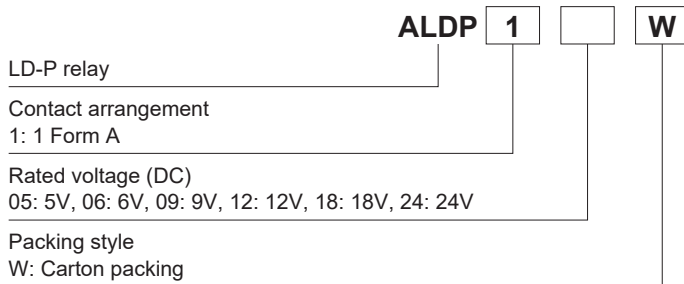 ALDP 1 W
LD-P relay
Contact arrangement
1: 1 Form A
Rated voltage (DC)
05: 5V, 06: 6V, 09: 9V, 12: 12V, 18: 18V, 24: 24V
Packing style
W: Carton packing